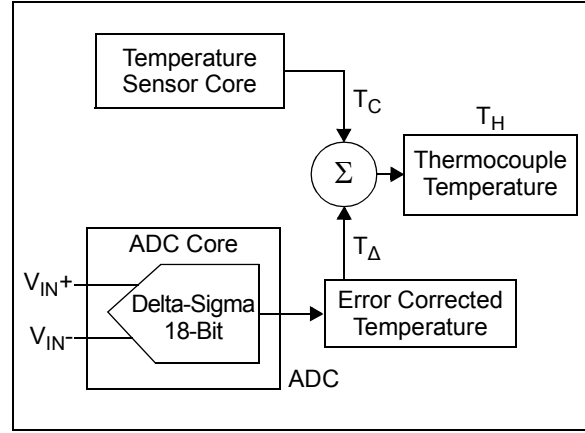 Temperature
Sensor Core
T_C
T_H
Σ
Thermocouple
Temperature
ADC Core
T_Δ
V_IN+
Delta-Sigma
18-Bit
V_IN-
Error Corrected
Temperature
ADC